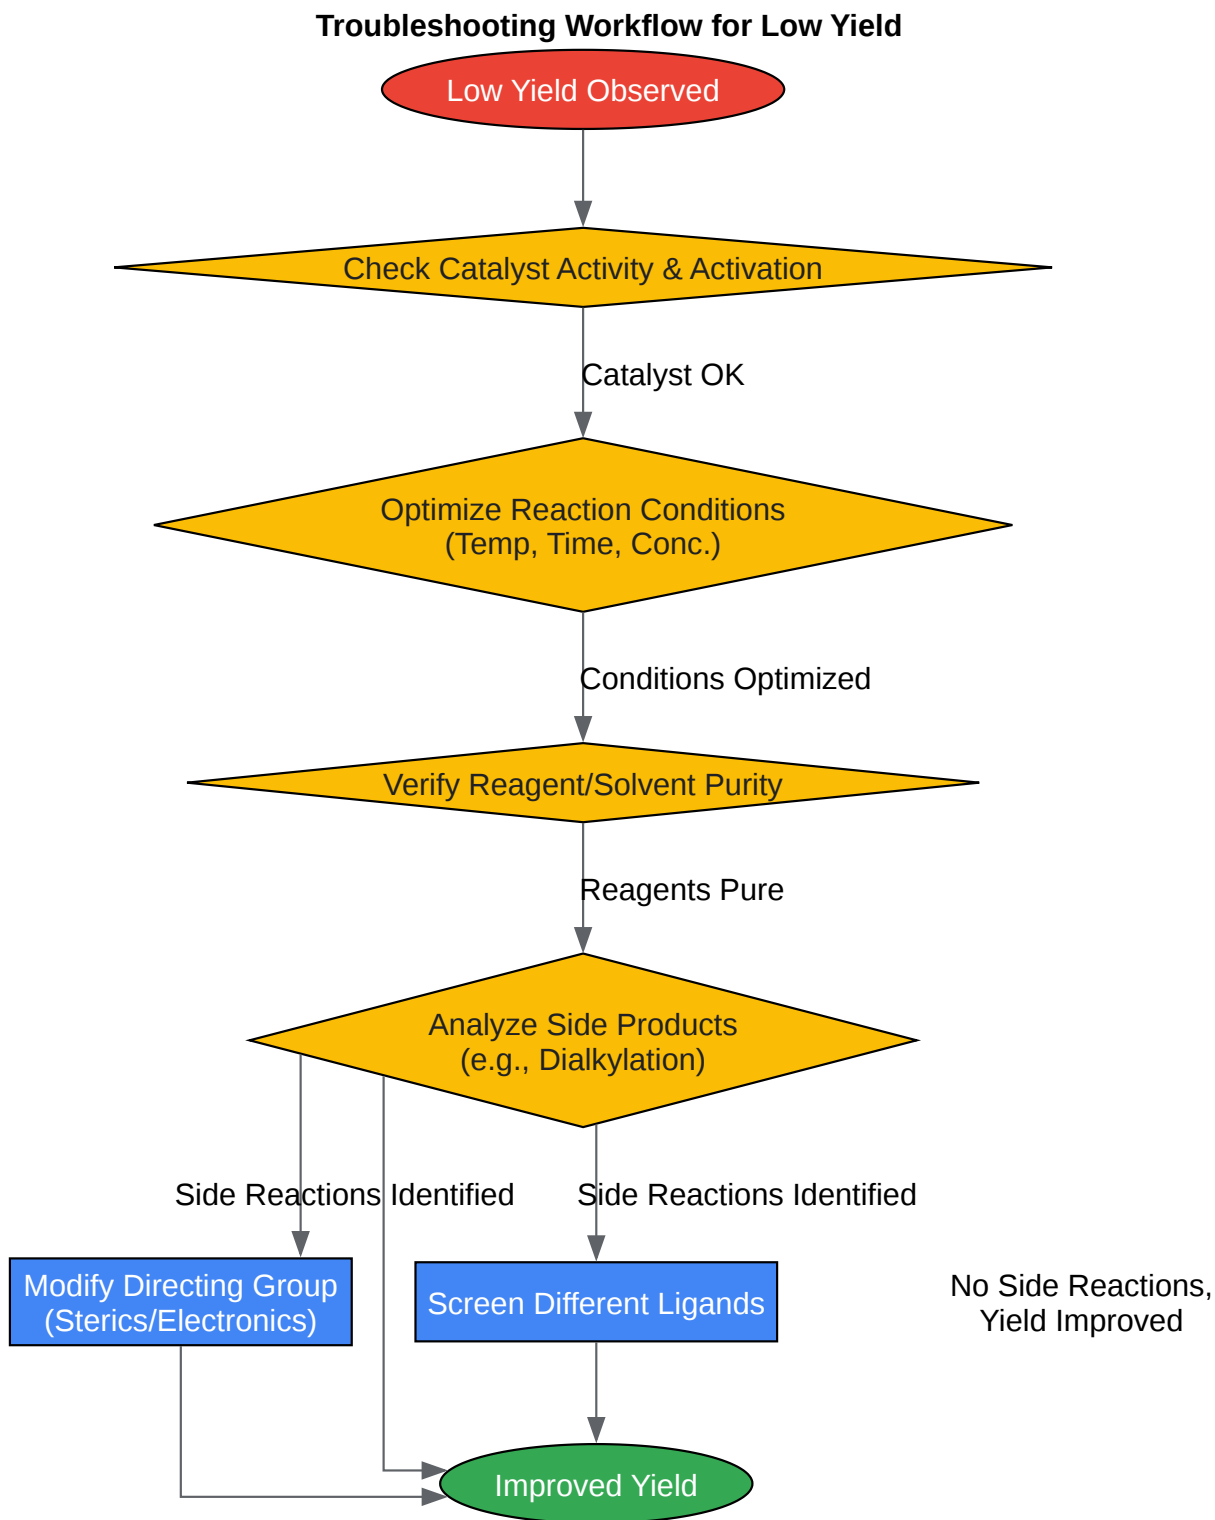 Troubleshooting Workflow for Low Yield
Low Yield Observed
Check Catalyst Activity & Activation
Catalyst OK
Optimize Reaction Conditions
(Temp, Time, Conc.)
Conditions Optimized
Verify Reagent/Solvent Purity
Reagents Pure
Analyze Side Products
(e.g., Dialkylation)
Side Reactions Identified
Side Reactions Identified
Modify Directing Group
(Sterics/Electronics)
Screen Different Ligands
No Side Reactions,
Yield Improved
Improved Yield